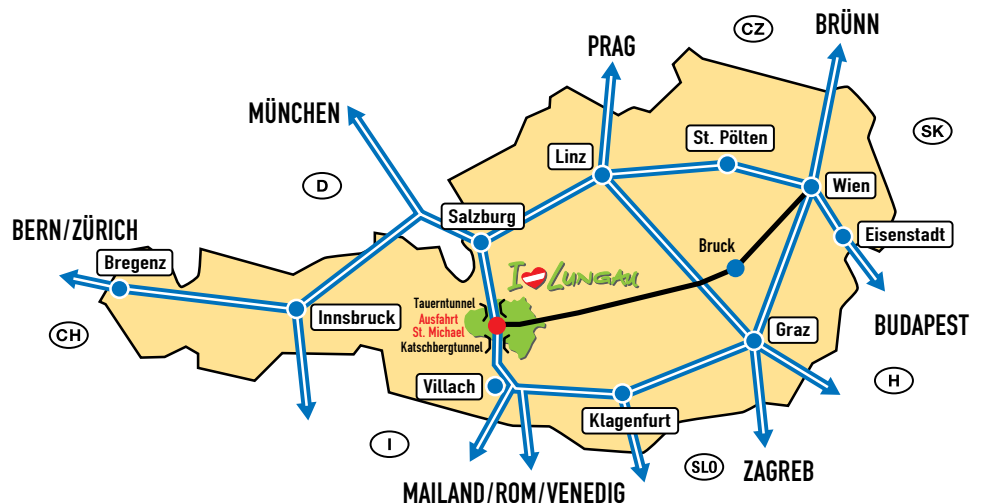 CZ
BRÜNN
PRAG
MÜNCHEN
SK
St. Pölten
Linz
D
Wien
Salzburg
BERN/ZÜRICH
Eisenstadt
Bregenz
Bruck
I LUNGAU
Tauerntunnel
Ausfahrt
St. Michael
Katschbergtunnel
Innsbruck
BUDAPEST
CH
Graz
H
Villach
Klagenfurt
I
SLO
ZAGREB
MAILAND/ROM/VENEDIG